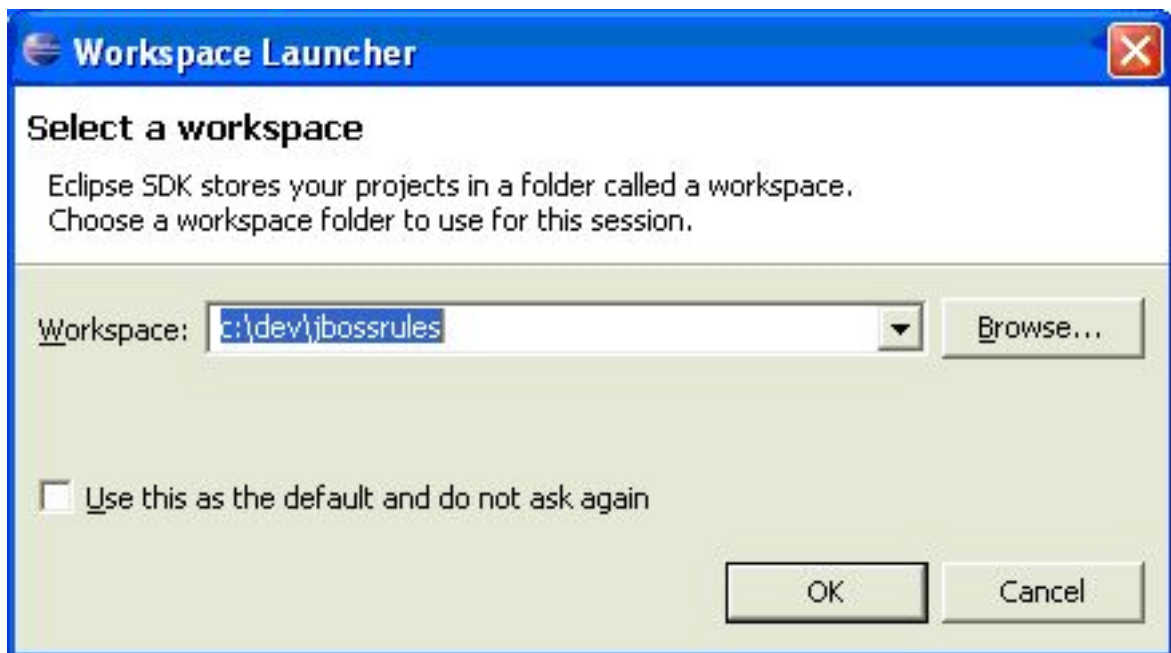 Workspace Launcher
Select a workspace
Eclipse SDK stores your projects in a folder called a workspace.
Choose a workspace folder to use for this session.
Workspace: c:\dev\jbossrules Browse...
Use this as the default and do not ask again
OK Cancel